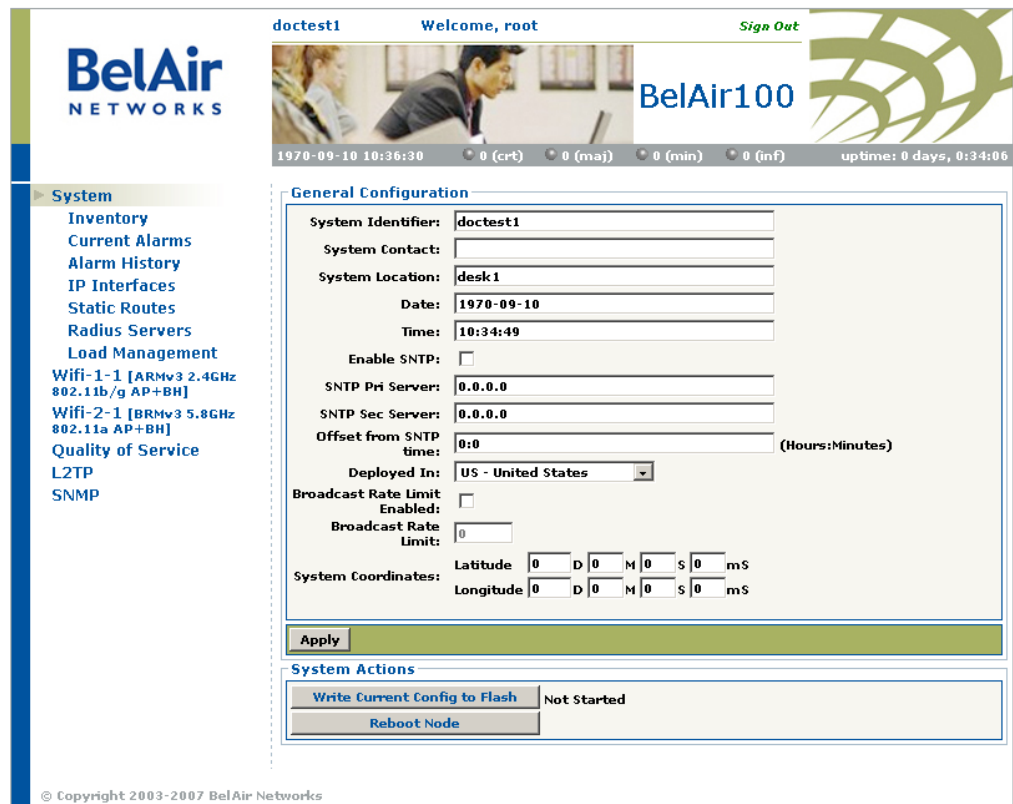 doctest1 Welcome, root Sign Out
BelAir
NETWORKS
BelAir100
1970-09-10 10:36:30 0 (crt) 0 (maj) 0 (min) 0 (inf) uptime: 0 days, 0:34:06
System
Inventory
Current Alarms
Alarm History
IP Interfaces
Static Routes
Radius Servers
Load Management
Wifi-1-1 [ARMv3 2.4GHz
802.11b/g AP+BH]
Wifi-2-1 [BRMv3 5.8GHz
802.11a AP+BH]
Quality of Service
L2TP
SNMP
General Configuration
System Identifier: doctest1
System Contact:
System Location: desk1
Date: 1970-09-10
Time: 10:34:49
Enable SNTP:
SNTP Pri Server: 0.0.0.0
SNTP Sec Server: 0.0.0.0
Offset from SNTP
time: 0:0 (Hours:Minutes)
Deployed In: US - United States
Broadcast Rate Limit
Enabled:
Broadcast Rate
Limit: 0
System Coordinates:
Latitude 0 D 0 M 0 S 0 mS
Longitude 0 D 0 M 0 S 0 mS
Apply
System Actions
Write Current Config to Flash Not Started
Reboot Node
© Copyright 2003-2007 BelAir Networks